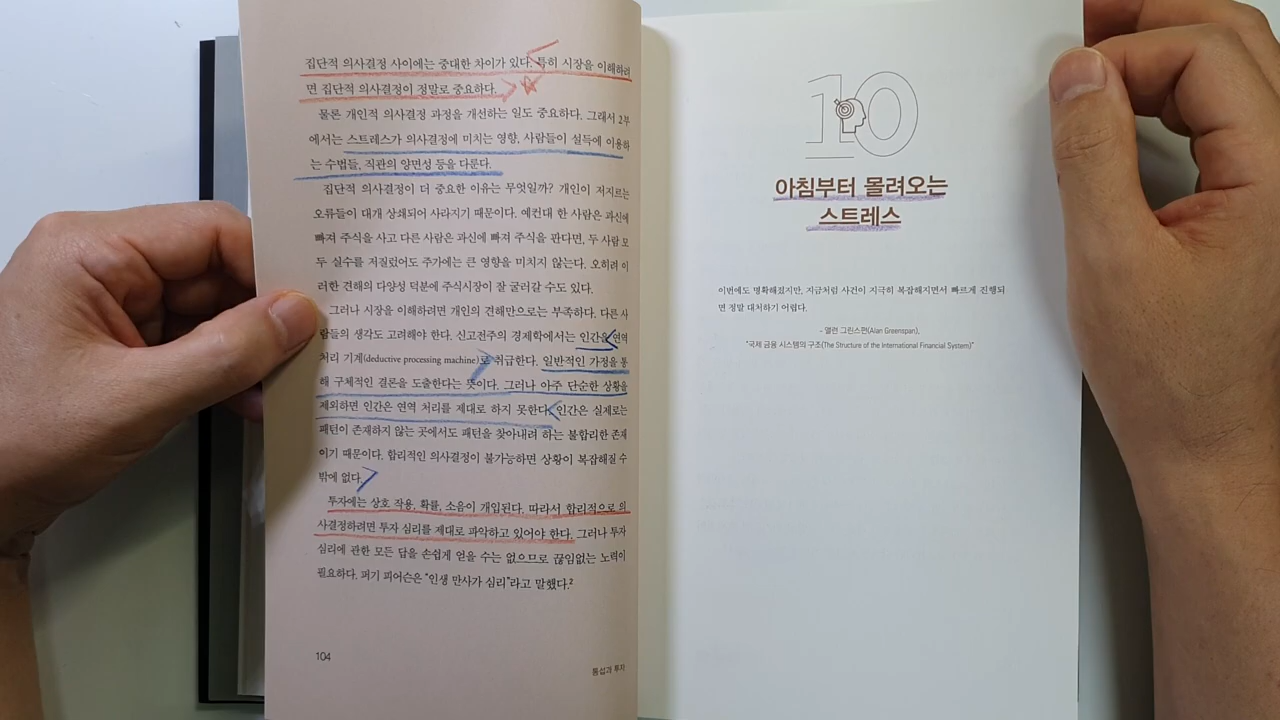 집단적 의사결정 사이에는 중대한 차이가 있다. 특히 시장을 이해하려
면 집단적 의사결정이 정말로 중요하다.
물론 개인적 의사결정 과정을 개선하는 일도 중요하다. 그래서 2부
에서는 스트레스가 의사결정에 미치는 영향, 사람들이 설득에 이용하
는 수법들, 직관의 양면성 등을 다룬다.
집단적 의사결정이 더 중요한 이유는 무엇일까? 개인이 저지르는
오류들이 대개 상쇄되어 사라지기 때문이다. 예컨대 한 사람은 과신에
빠져 주식을 사고 다른 사람은 과신에 빠져 주식을 판다면, 두 사람 모
두 실수를 저질렀어도 주가에는 큰 영향을 미치지 않는다. 오히려 이
러한 견해의 다양성 덕분에 주식시장이 잘 굴러갈 수도 있다.
그러나 시장을 이해하려면 개인의 견해만으로는 부족하다. 다른 사
람들의 생각도 고려해야 한다. 신고전주의 경제학에서는 인간을 연역
처리 기계(deductive processing machine)로 취급한다. 일반적인 가정을 통
해 구체적인 결론을 도출한다는 뜻이다. 그러나 아주 단순한 상황을
제외하면 인간은 연역 처리를 제대로 하지 못한다. 인간은 실제로는
패턴이 존재하지 않는 곳에서도 패턴을 찾아내려 하는 불합리한 존재
이기 때문이다. 합리적인 의사결정이 불가능하면 상황이 복잡해질 수
밖에 없다.
투자에는 상호 작용, 확률, 소음이 개입된다. 따라서 합리적으로 의
사결정하려면 투자 심리를 제대로 파악하고 있어야 한다. 그러나 투자
심리에 관한 모든 답을 손쉽게 얻을 수는 없으므로 끊임없는 노력이
필요하다. 퍼기 피어슨은 "인생 만사가 심리"라고 말했다.2
104
통섭과 투자
10
아침부터 몰려오는
스트레스
이번에도 명확해졌지만, 지금처럼 사건이 지극히 복잡해지면서 빠르게 진행되
면 정말 대처하기 어렵다.
- 앨런 그린스펀(Alan Greenspan),
"국제 금융 시스템의 구조(The Structure of the International Financial System)"